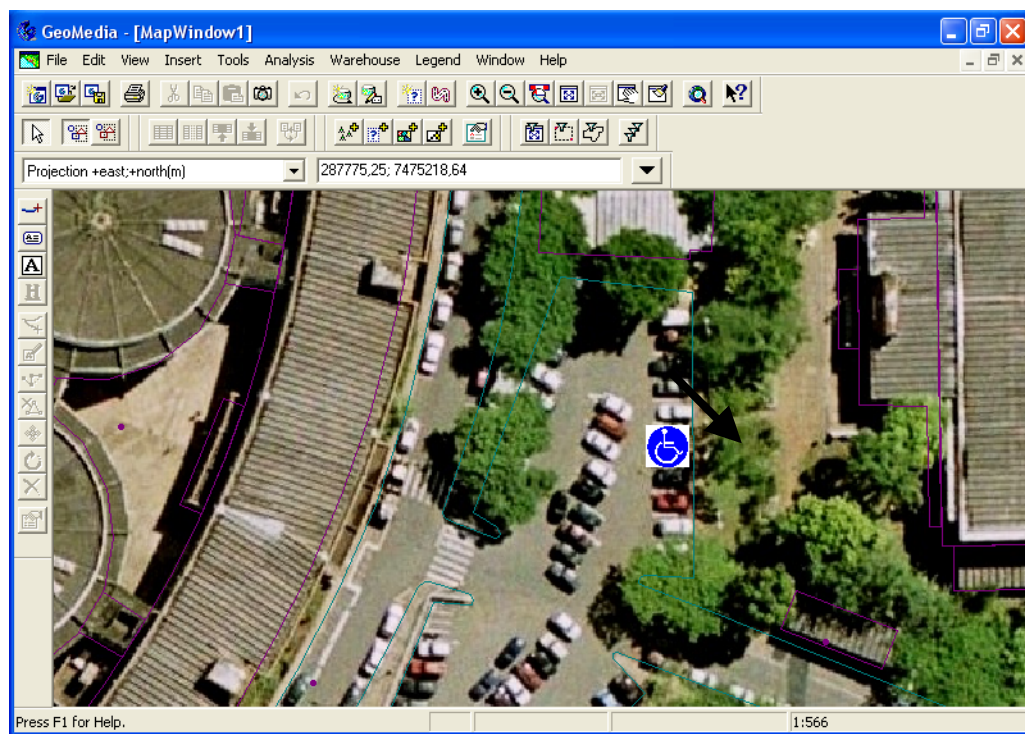 GeoMedia - [MapWindow1]
File Edit View Insert Tools Analysis Warehouse Legend Window Help
Projection +east;+north(m) 287775,25; 7475218,64
A
H
Press F1 for Help. 1:566